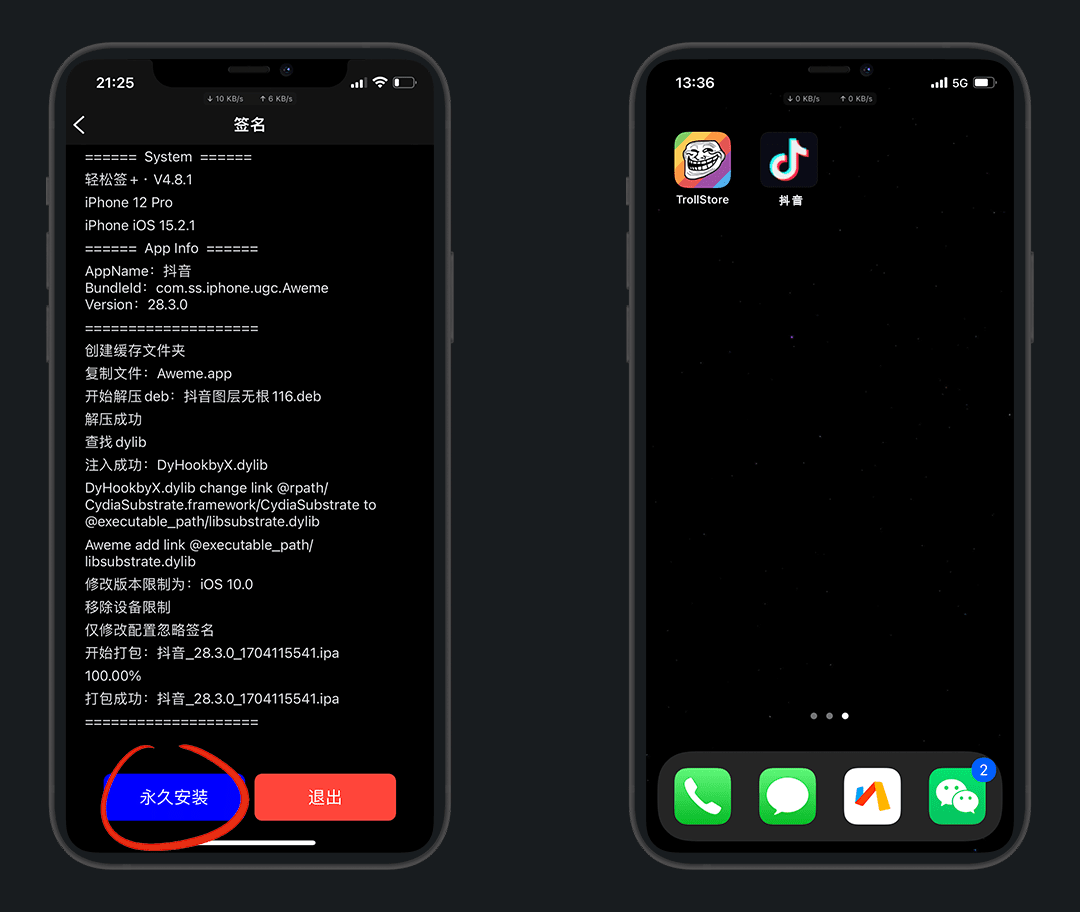 21:25
↓ 10 KB/s ↑ 6 KB/s
签名
====== System ======
轻松签+ · V4.8.1
iPhone 12 Pro
iPhone iOS 15.2.1
====== App Info ======
AppName：抖音
BundleId：com.ss.iphone.ugc.Aweme
Version：28.3.0
====================
创建缓存文件夹
复制文件：Aweme.app
开始解压 deb：抖音图层无根 116.deb
解压成功
查找 dylib
注入成功：DyHookbyX.dylib
DyHookbyX.dylib change link @rpath/
CydiaSubstrate.framework/CydiaSubstrate to
@executable_path/libsubstrate.dylib
Aweme add link @executable_path/
libsubstrate.dylib
修改版本限制为：iOS 10.0
移除设备限制
仅修改配置忽略签名
开始打包：抖音_28.3.0_1704115541.ipa
100.00%
打包成功：抖音_28.3.0_1704115541.ipa
====================
永久安装
退出
13:36
5G
↓ 0 KB/s ↑ 0 KB/s
TrollStore
抖音
2